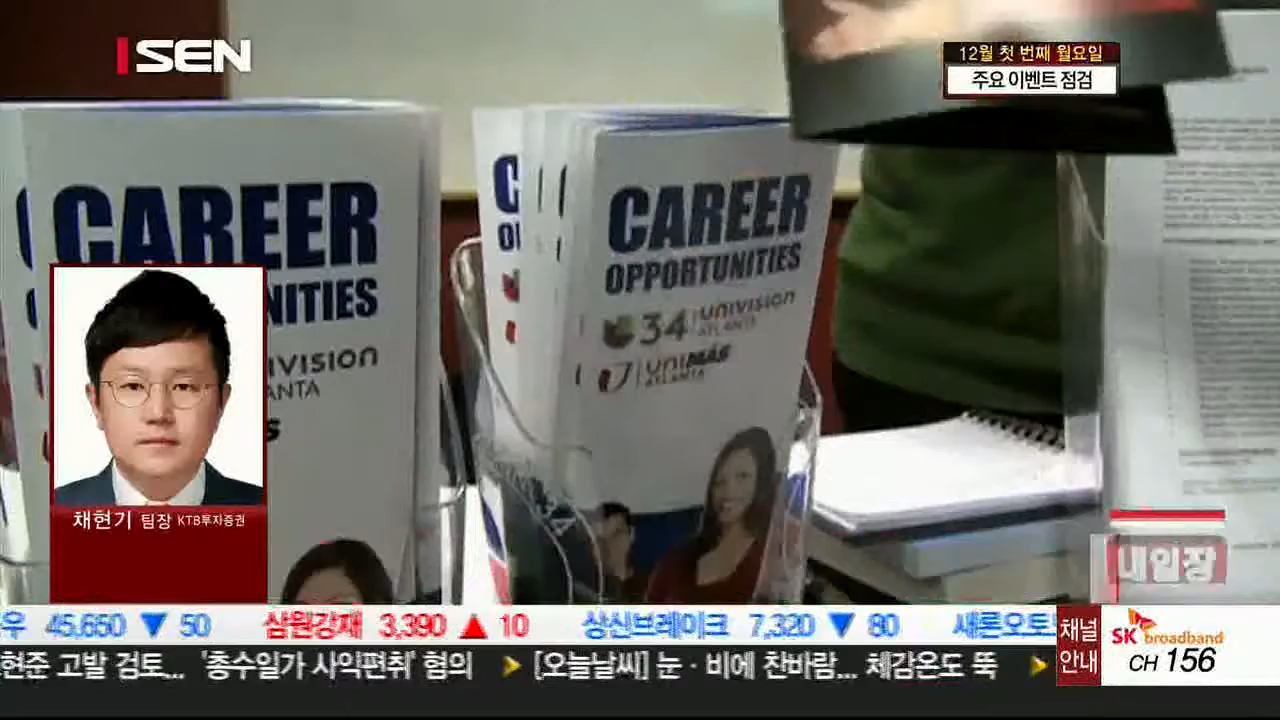 SEN
12월 첫 번째 월요일
주요 이벤트 점검
CAREER
NITIES
IVISION
ANTA
CAREER
OPPORTUNITIES
34 UNIVISION
ATLANTA
UNIMÁS
ATLANTA
채현기 팀장 KTB투자증권
내일장
우 45,650 ▼ 50 삼원강재 3,390 ▲ 10 상신브레이크 7,320 ▼ 80 새론오토
현준 고발 검토... '총수일가 사익편취' 혐의 > [오늘날씨] 눈·비에 찬바람... 체감온도 뚝 >
채널
안내
SK broadband
CH 156